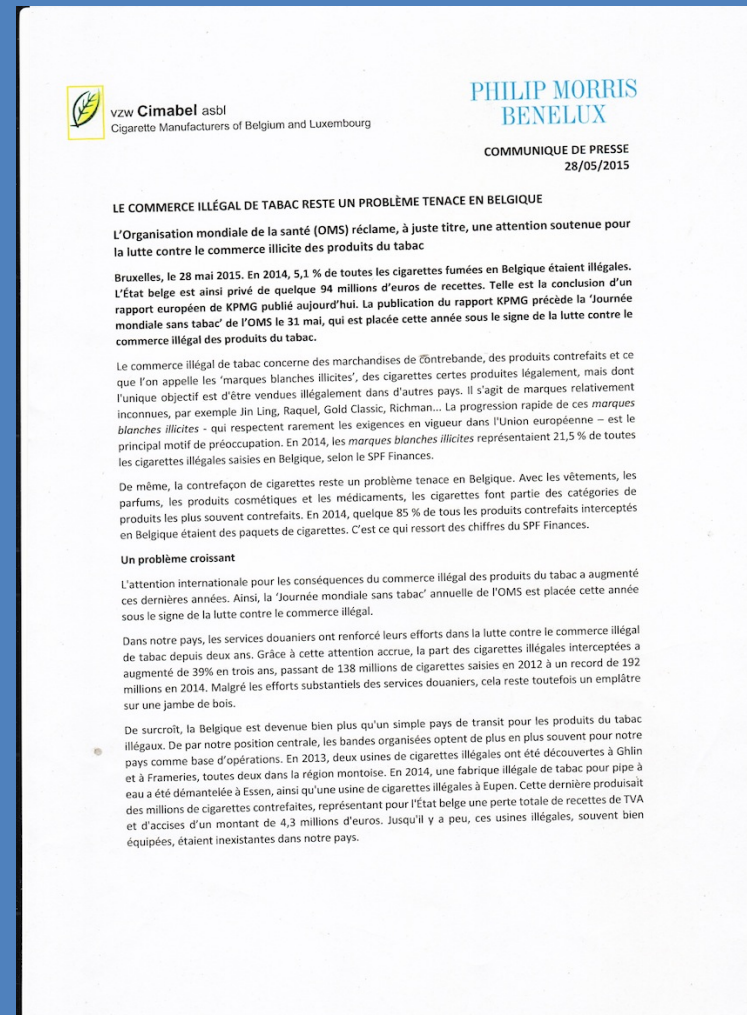 vzw Cimabel asbl
Cigarette Manufacturers of Belgium and Luxembourg
PHILIP MORRIS
BENELUX
COMMUNIQUE DE PRESSE
28/05/2015
LE COMMERCE ILLÉGAL DE TABAC RESTE UN PROBLÈME TENACE EN BELGIQUE
L'Organisation mondiale de la santé (OMS) réclame, à juste titre, une attention soutenue pour
la lutte contre le commerce illicite des produits du tabac
Bruxelles, le 28 mai 2015. En 2014, 5,1 % de toutes les cigarettes fumées en Belgique étaient illégales.
L'État belge est ainsi privé de quelque 94 millions d'euros de recettes. Telle est la conclusion d'un
rapport européen de KPMG publié aujourd'hui. La publication du rapport KPMG précède la 'Journée
mondiale sans tabac' de l'OMS le 31 mai, qui est placée cette année sous le signe de la lutte contre le
commerce illégal des produits du tabac.
Le commerce illégal de tabac concerne des marchandises de contrebande, des produits contrefaits et ce
que l'on appelle les 'marques blanches illicites', des cigarettes certes produites légalement, mais dont
l'unique objectif est d'être vendues illégalement dans d'autres pays. Il s'agit de marques relativement
inconnues, par exemple Jin Ling, Raquel, Gold Classic, Richman... La progression rapide de ces marques
blanches illicites - qui respectent rarement les exigences en vigueur dans l'Union européenne – est le
principal motif de préoccupation. En 2014, les marques blanches illicites représentaient 21,5 % de toutes
les cigarettes illégales saisies en Belgique, selon le SPF Finances.
De même, la contrefaçon de cigarettes reste un problème tenace en Belgique. Avec les vêtements, les
parfums, les produits cosmétiques et les médicaments, les cigarettes font partie des catégories de
produits les plus souvent contrefaits. En 2014, quelque 85 % de tous les produits contrefaits interceptés
en Belgique étaient des paquets de cigarettes. C'est ce qui ressort des chiffres du SPF Finances.
Un problème croissant
L'attention internationale pour les conséquences du commerce illégal des produits du tabac a augmenté
ces dernières années. Ainsi, la 'Journée mondiale sans tabac' annuelle de l'OMS est placée cette année
sous le signe de la lutte contre le commerce illégal.
Dans notre pays, les services douaniers ont renforcé leurs efforts dans la lutte contre le commerce illégal
de tabac depuis deux ans. Grâce à cette attention accrue, la part des cigarettes illégales interceptées a
augmenté de 39% en trois ans, passant de 138 millions de cigarettes saisies en 2012 à un record de 192
millions en 2014. Malgré les efforts substantiels des services douaniers, cela reste toutefois un emplâtre
sur une jambe de bois.
De surcroît, la Belgique est devenue bien plus qu'un simple pays de transit pour les produits du tabac
illégaux. De par notre position centrale, les bandes organisées optent de plus en plus souvent pour notre
pays comme base d'opérations. En 2013, deux usines de cigarettes illégales ont été découvertes à Ghlin
et à Frameries, toutes deux dans la région montoise. En 2014, une fabrique illégale de tabac pour pipe à
eau a été démantelée à Essen, ainsi qu'une usine de cigarettes illégales à Eupen. Cette dernière produisait
des millions de cigarettes contrefaites, représentant pour l'État belge une perte totale de recettes de TVA
et d'accises d'un montant de 4,3 millions d'euros. Jusqu'il y a peu, ces usines illégales, souvent bien
équipées, étaient inexistantes dans notre pays.